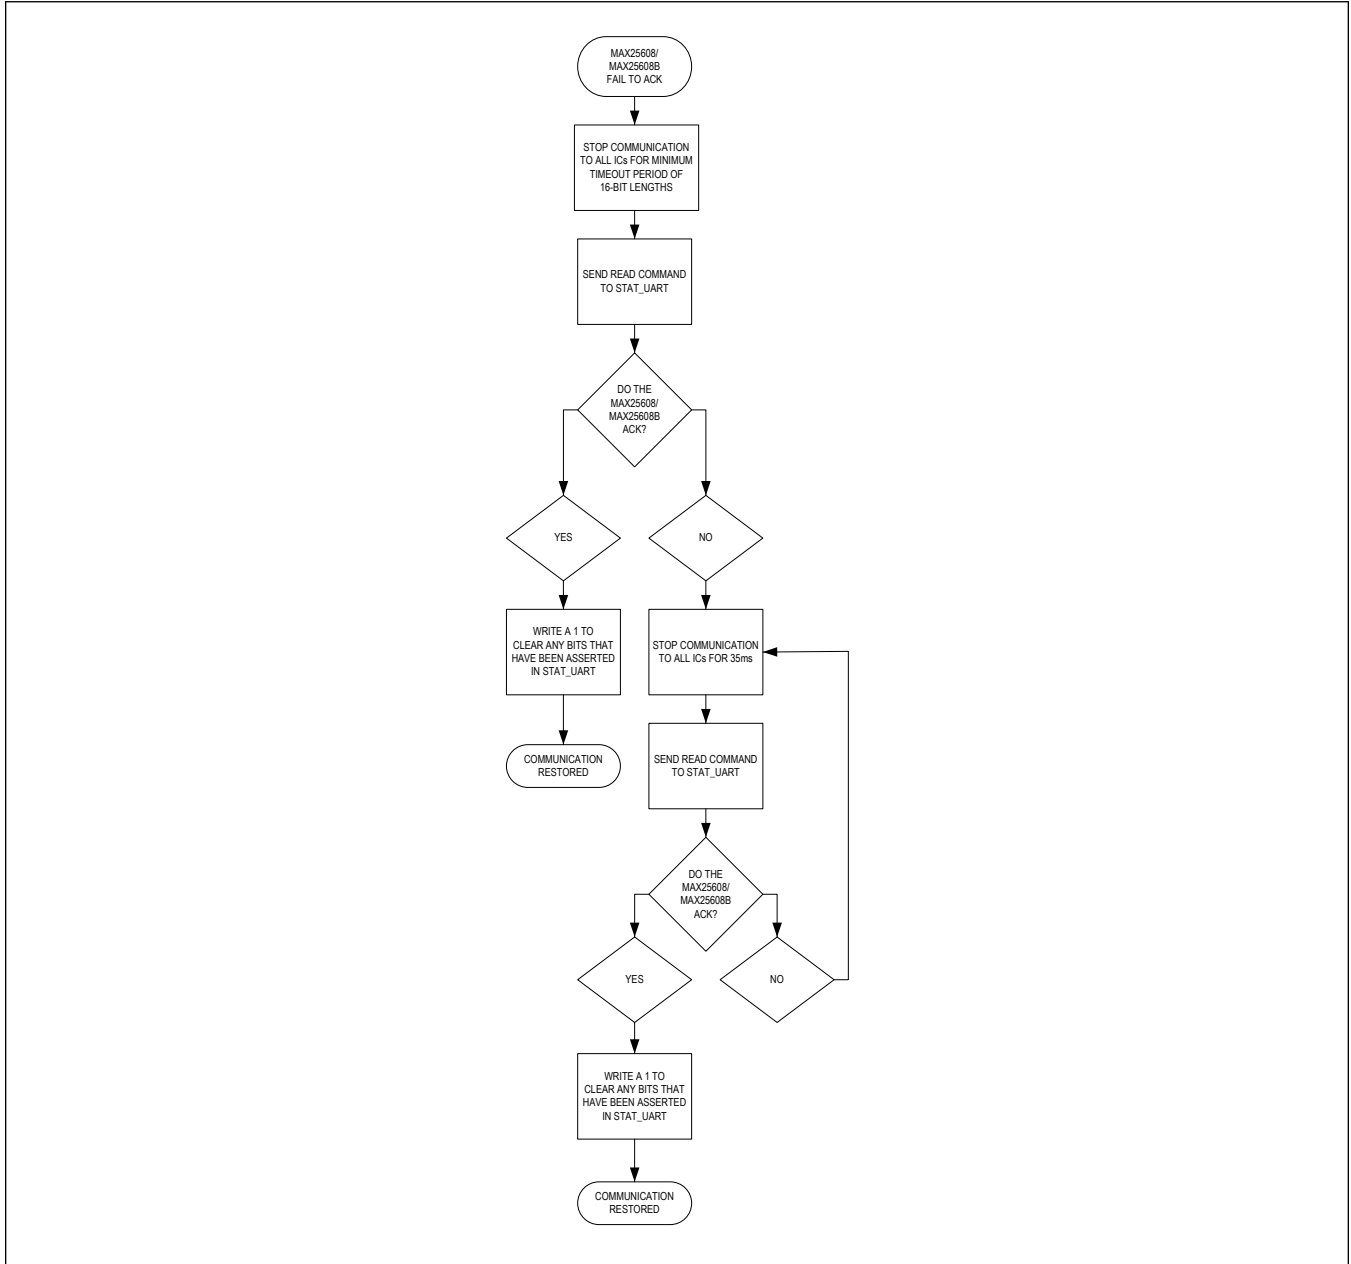 MAX25608/
MAX25608B
FAIL TO ACK
STOP COMMUNICATION
TO ALL ICs FOR MINIMUM
TIMEOUT PERIOD OF
16-BIT LENGTHS
SEND READ COMMAND
TO STAT_UART
DO THE
MAX25608/
MAX25608B
ACK?
YES
NO
WRITE A 1 TO
CLEAR ANY BITS THAT
HAVE BEEN ASSERTED
IN STAT_UART
STOP COMMUNICATION
TO ALL ICs FOR 35ms
COMMUNICATION
RESTORED
SEND READ COMMAND
TO STAT_UART
DO THE
MAX25608/
MAX25608B
ACK?
YES
NO
WRITE A 1 TO
CLEAR ANY BITS THAT
HAVE BEEN ASSERTED
IN STAT_UART
COMMUNICATION
RESTORED